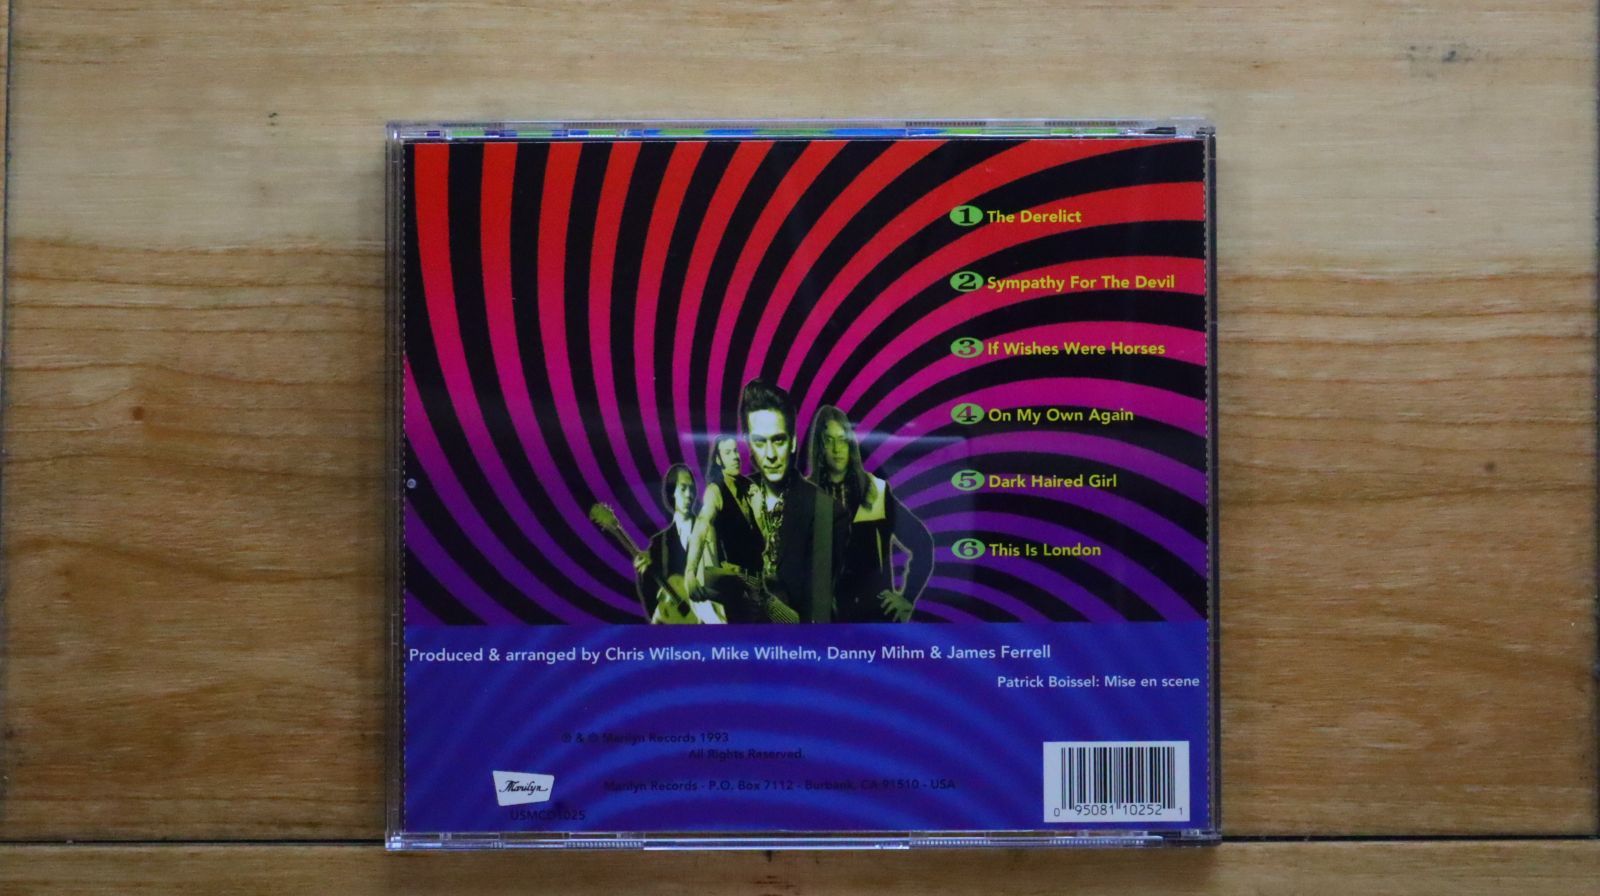 1 The Derelict
2 Sympathy For The Devil
3 If Wishes Were Horses
4 On My Own Again
5 Dark Haired Girl
6 This Is London
Produced & arranged by Chris Wilson, Mike Wilhelm, Danny Mihm & James Ferrell
Patrick Boissel: Mise en scene
℗ & © Marilyn Records 1993
All Rights Reserved.
Marilyn Records - P.O. Box 7112 - Burbank, CA 91510 - USA
Marilyn
USMCD1025
0 95081 10252 1